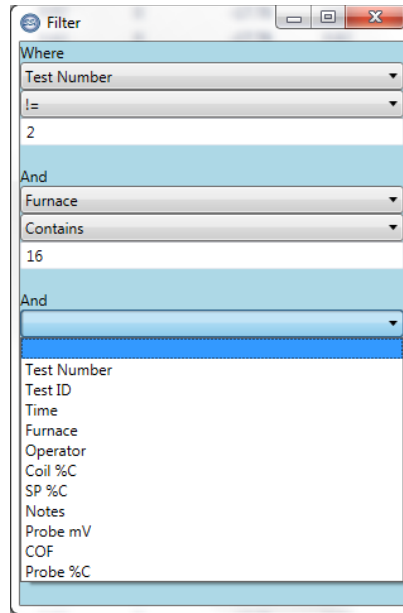 Filter
Where
Test Number
!=
2
And
Furnace
Contains
16
And
Test Number
Test ID
Time
Furnace
Operator
Coil %C
SP %C
Notes
Probe mV
COF
Probe %C